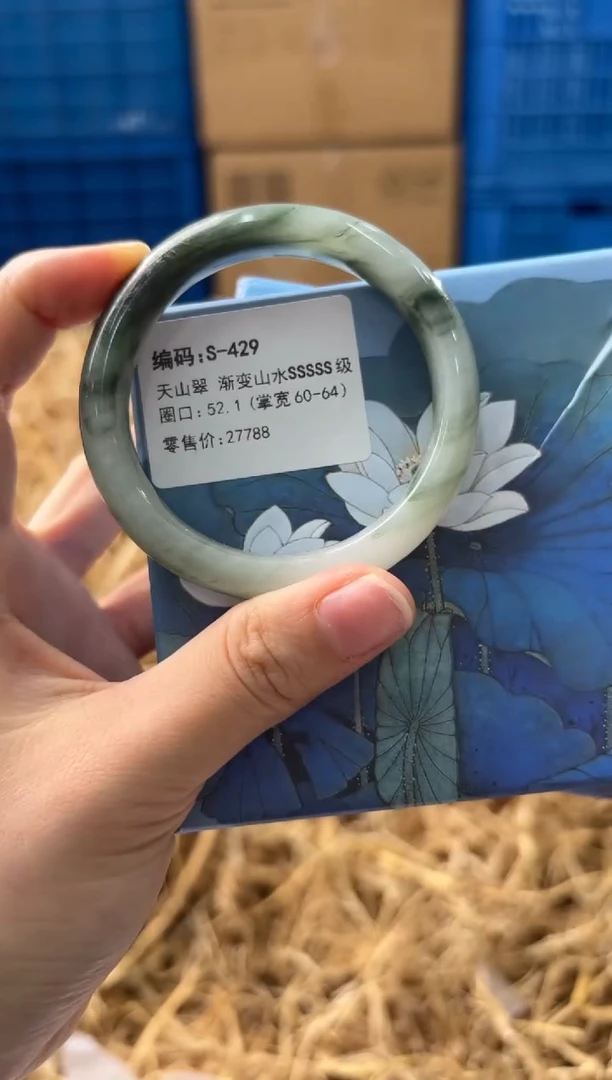 编码:S-429
天山翠 渐变山水SSSSS级
圈口:52.1(掌宽60-64)
零售价:27788